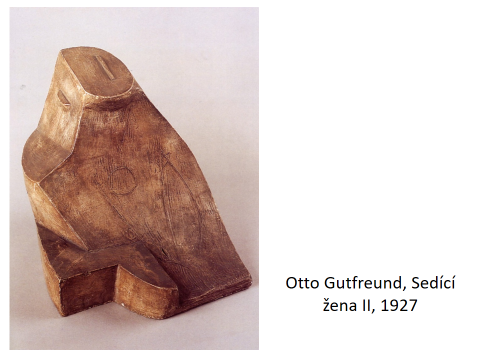 Otto Gutfreund, Sedící
žena II, 1927